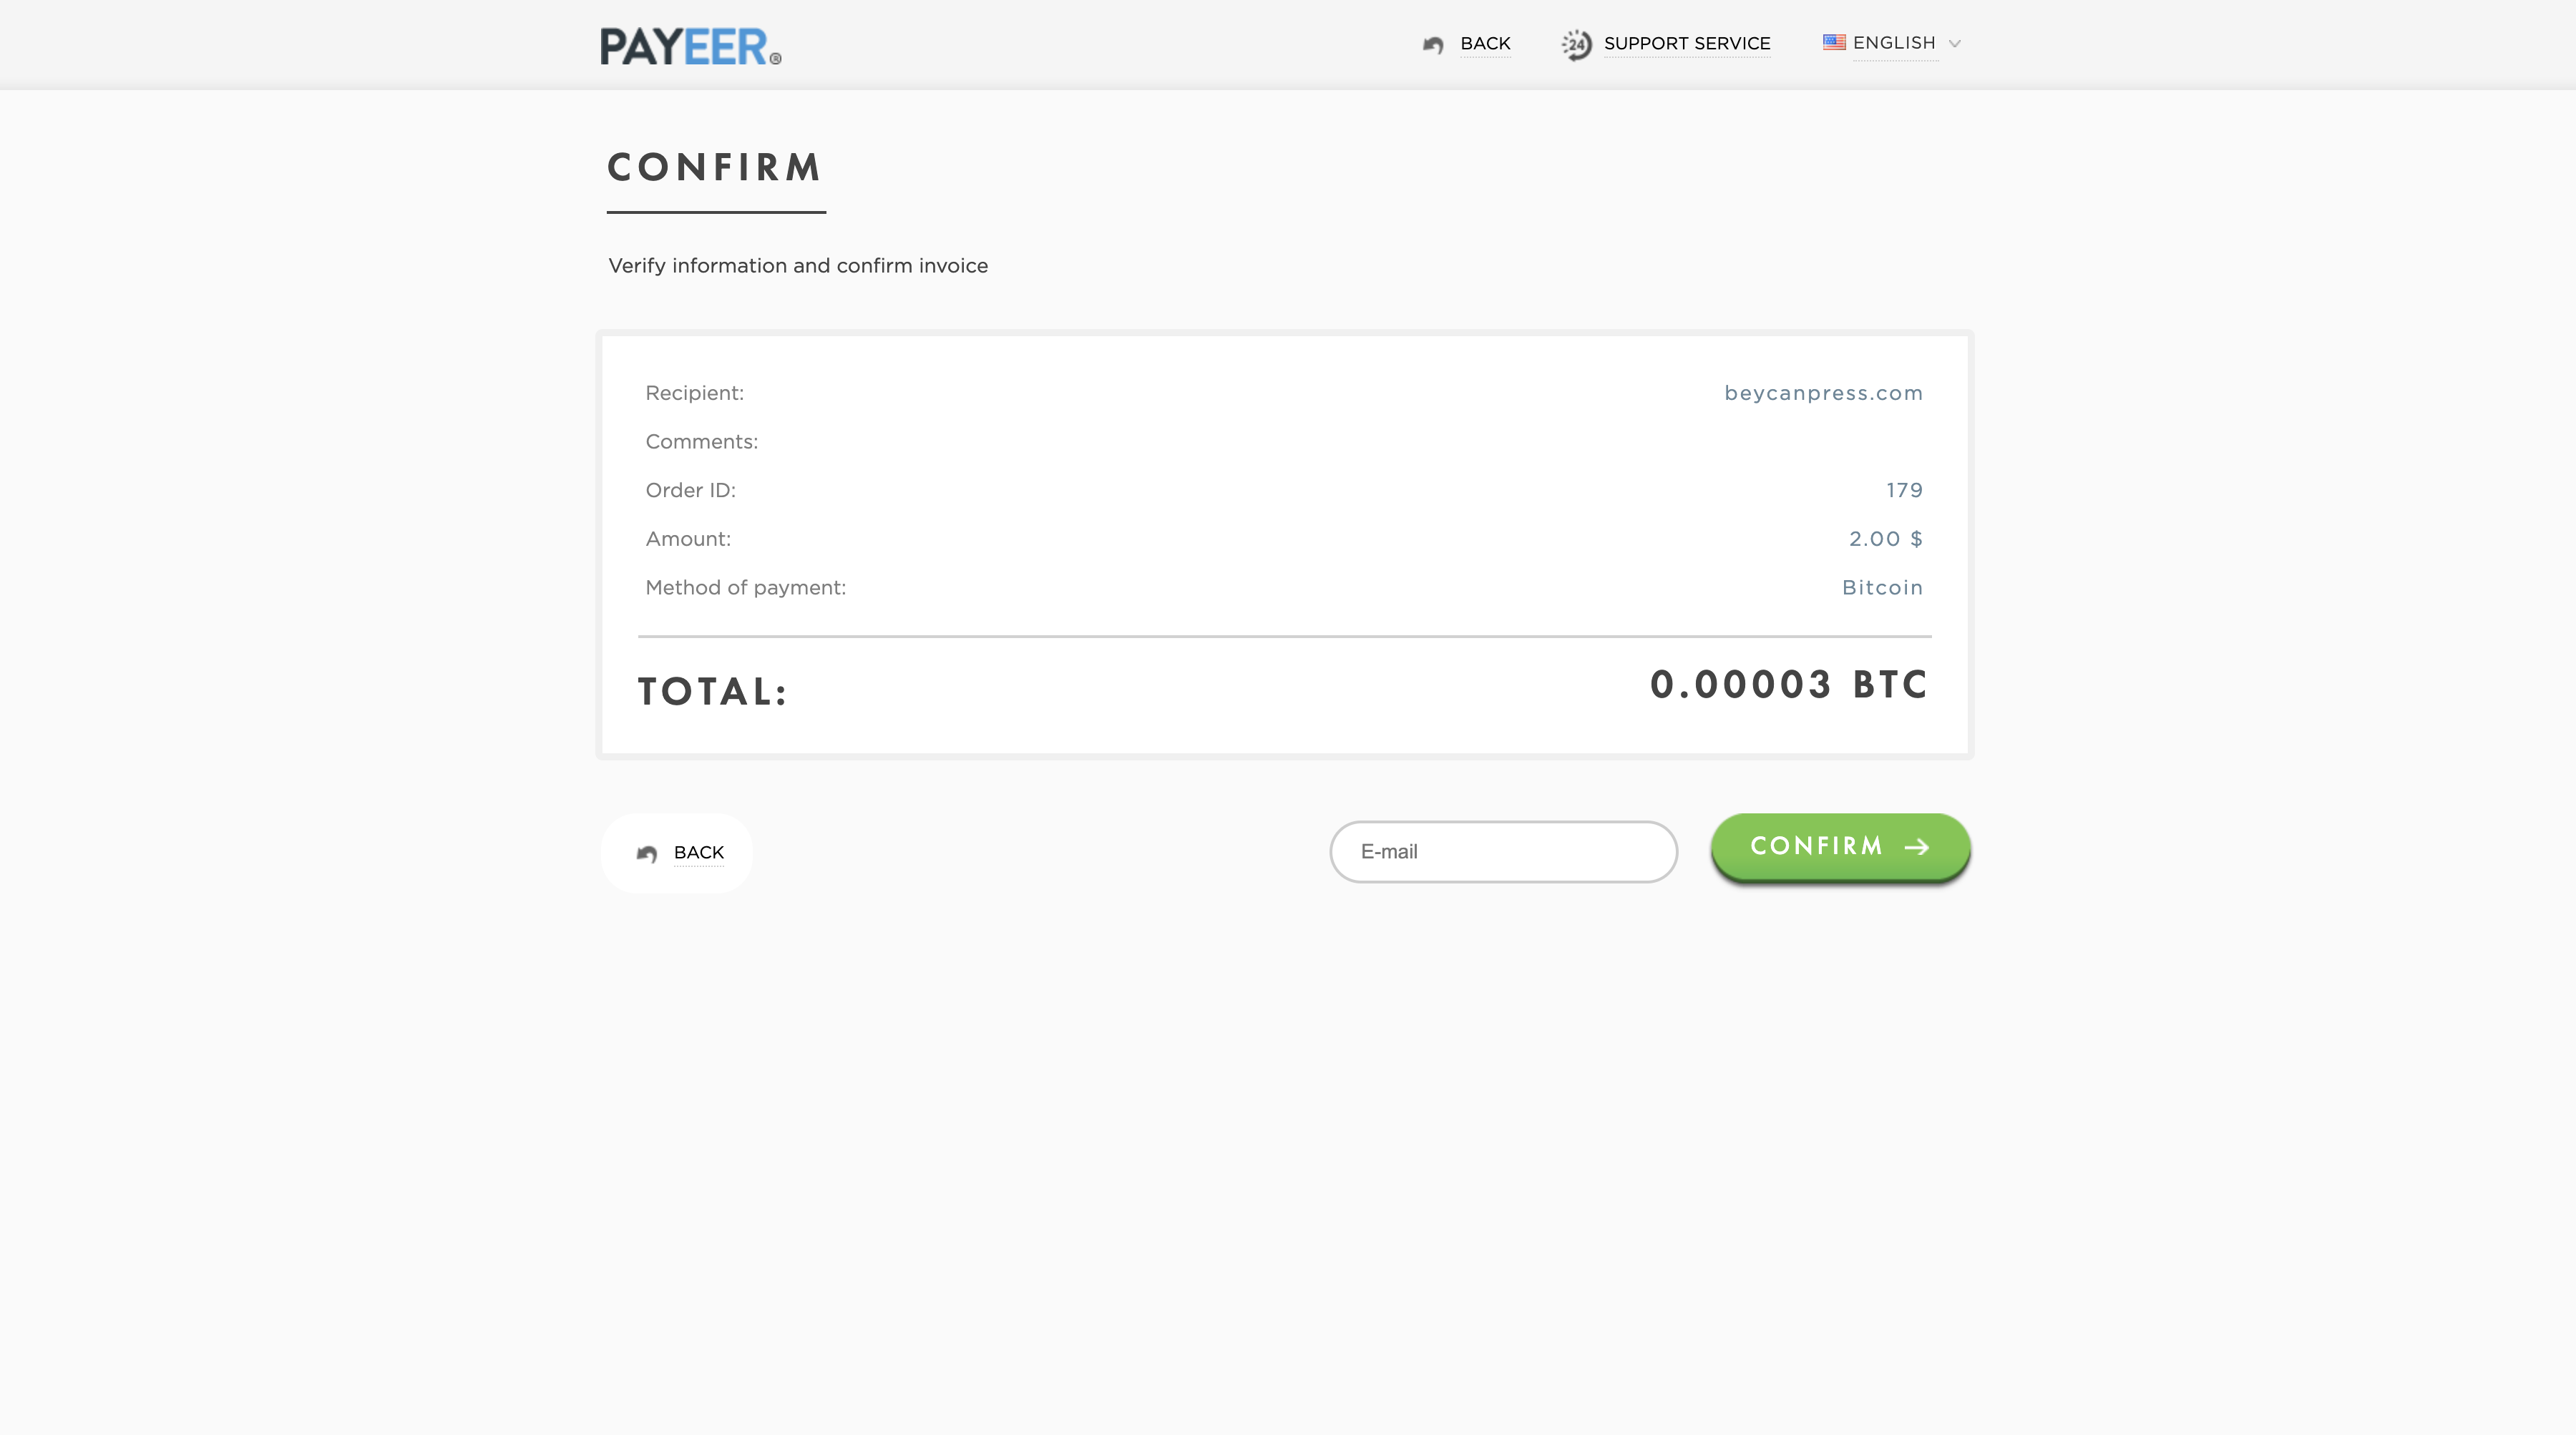 PAYEER®
BACK
24 SUPPORT SERVICE
ENGLISH
CONFIRM
Verify information and confirm invoice
Recipient: beycanpress.com
Comments:
Order ID: 179
Amount: 2.00 $
Method of payment: Bitcoin
TOTAL: 0.00003 BTC
BACK
E-mail
CONFIRM